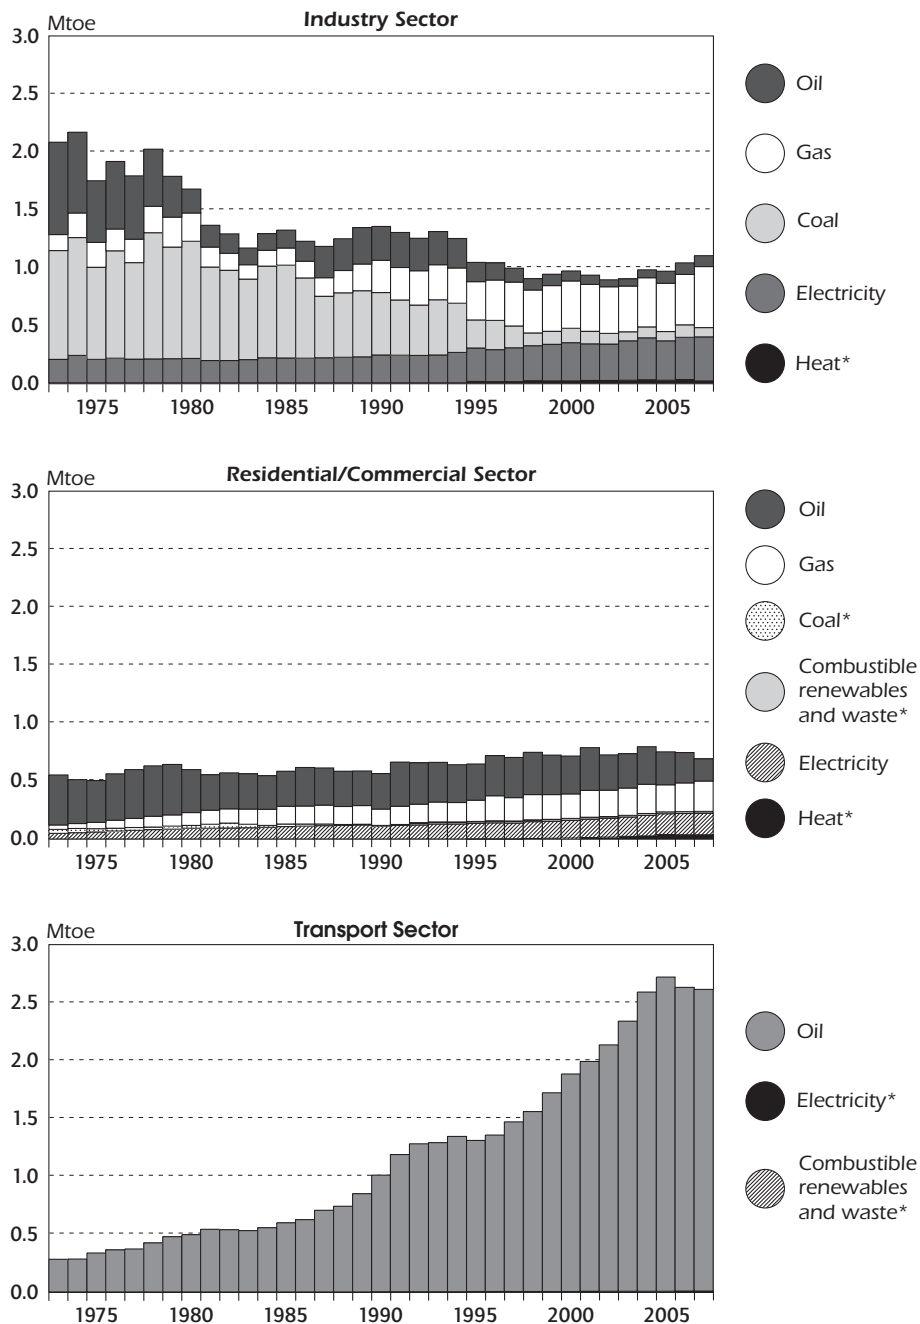 Industry Sector
Mtoe
3.0
2.5
2.0
1.5
1.0
0.5
0.0
1975 1980 1985 1990 1995 2000 2005
Oil
Gas
Coal
Electricity
Heat*
Residential/Commercial Sector
Mtoe
3.0
2.5
2.0
1.5
1.0
0.5
0.0
1975 1980 1985 1990 1995 2000 2005
Oil
Gas
Coal*
Combustible
renewables
and waste*
Electricity
Heat*
Transport Sector
Mtoe
3.0
2.5
2.0
1.5
1.0
0.5
0.0
1975 1980 1985 1990 1995 2000 2005
Oil
Electricity*
Combustible
renewables
and waste*